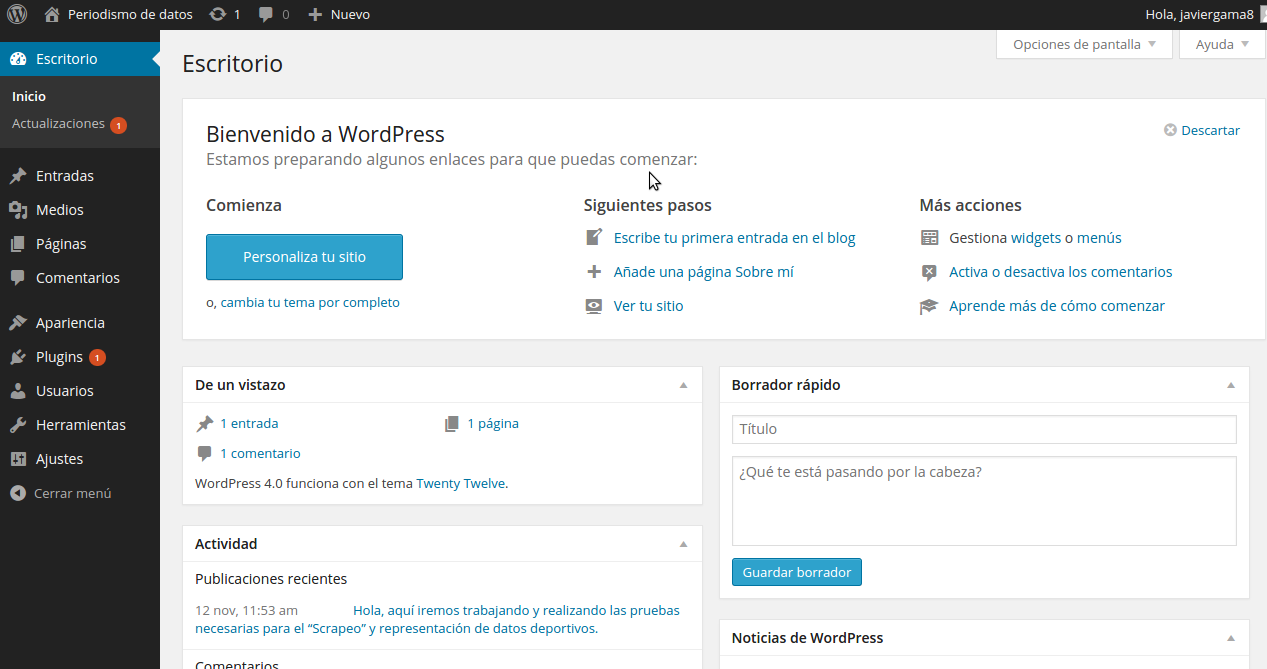 Periodismo de datos 1 0 Nuevo Hola, javiergama8
Escritorio
Inicio
Actualizaciones 1
Entradas
Medios
Páginas
Comentarios
Apariencia
Plugins 1
Usuarios
Herramientas
Ajustes
Cerrar menú
Opciones de pantalla Ayuda
Escritorio
Bienvenido a WordPress
Descartar
Estamos preparando algunos enlaces para que puedas comenzar:
Comienza
Personaliza tu sitio
o, cambia tu tema por completo
Siguientes pasos
Escribe tu primera entrada en el blog
Añade una página Sobre mí
Ver tu sitio
Más acciones
Gestiona widgets o menús
Activa o desactiva los comentarios
Aprende más de cómo comenzar
De un vistazo
1 entrada 1 página
1 comentario
WordPress 4.0 funciona con el tema Twenty Twelve.
Actividad
Publicaciones recientes
12 nov, 11:53 am Hola, aquí iremos trabajando y realizando las pruebas
necesarias para el “Scrapeo” y representación de datos deportivos.
Comentarios
Borrador rápido
Título
¿Qué te está pasando por la cabeza?
Guardar borrador
Noticias de WordPress